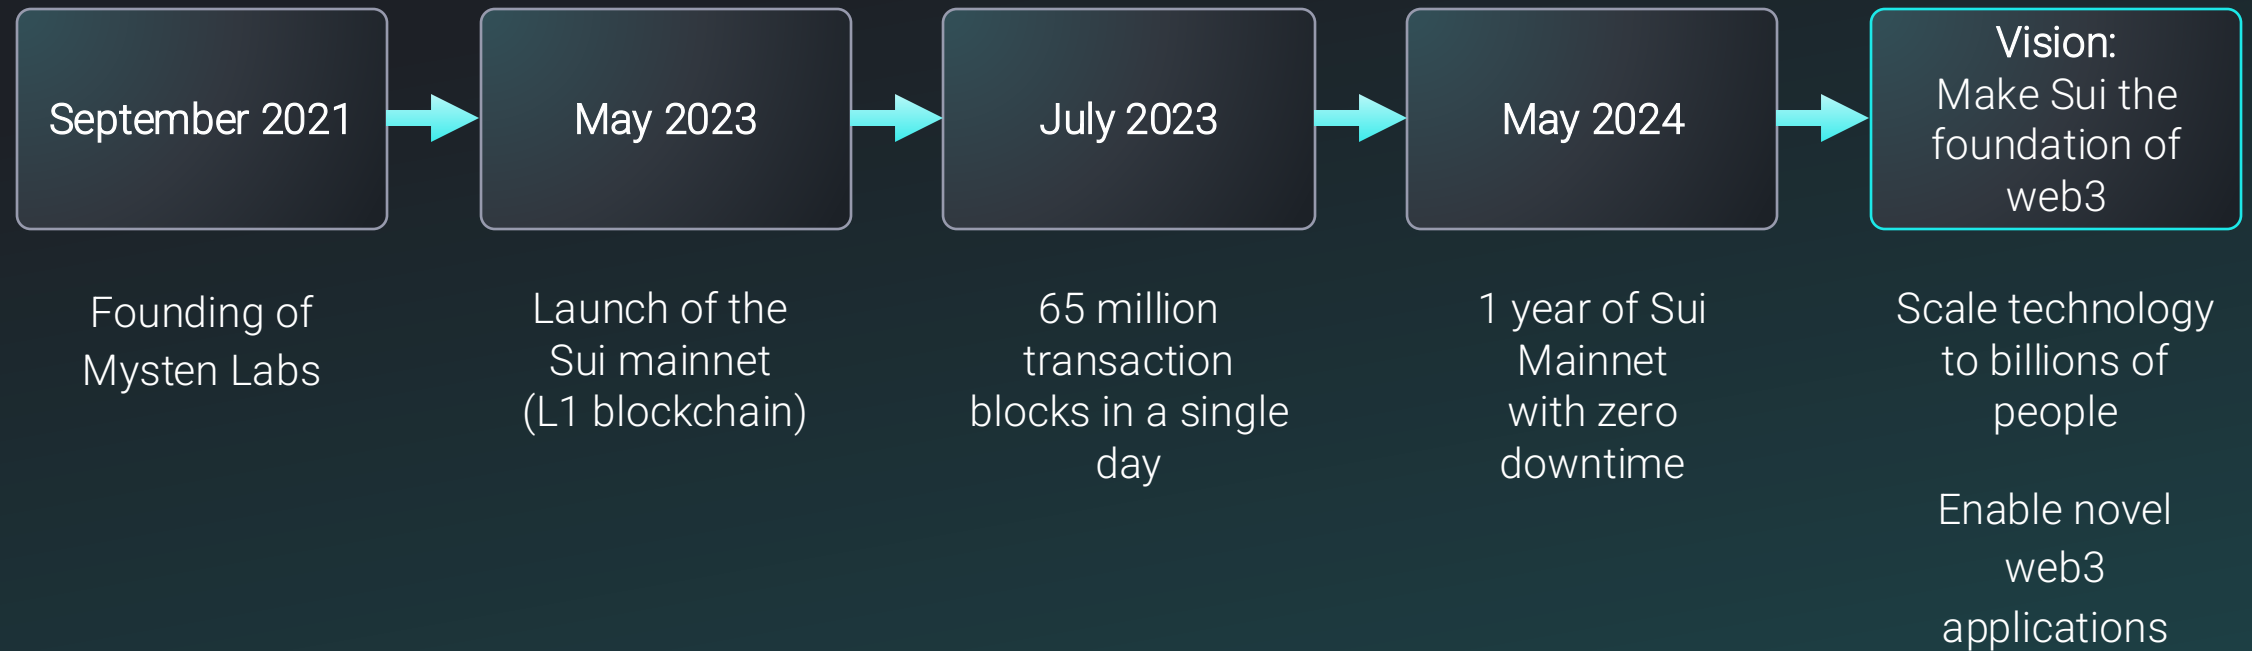 September 2021
May 2023
July 2023
May 2024
Vision:
Make Sui the
foundation of
web3
Founding of
Mysten Labs
Launch of the
Sui mainnet
(L1 blockchain)
65 million
transaction
blocks in a single
day
1 year of Sui
Mainnet
with zero
downtime
Scale technology
to billions of
people
Enable novel
web3
applications